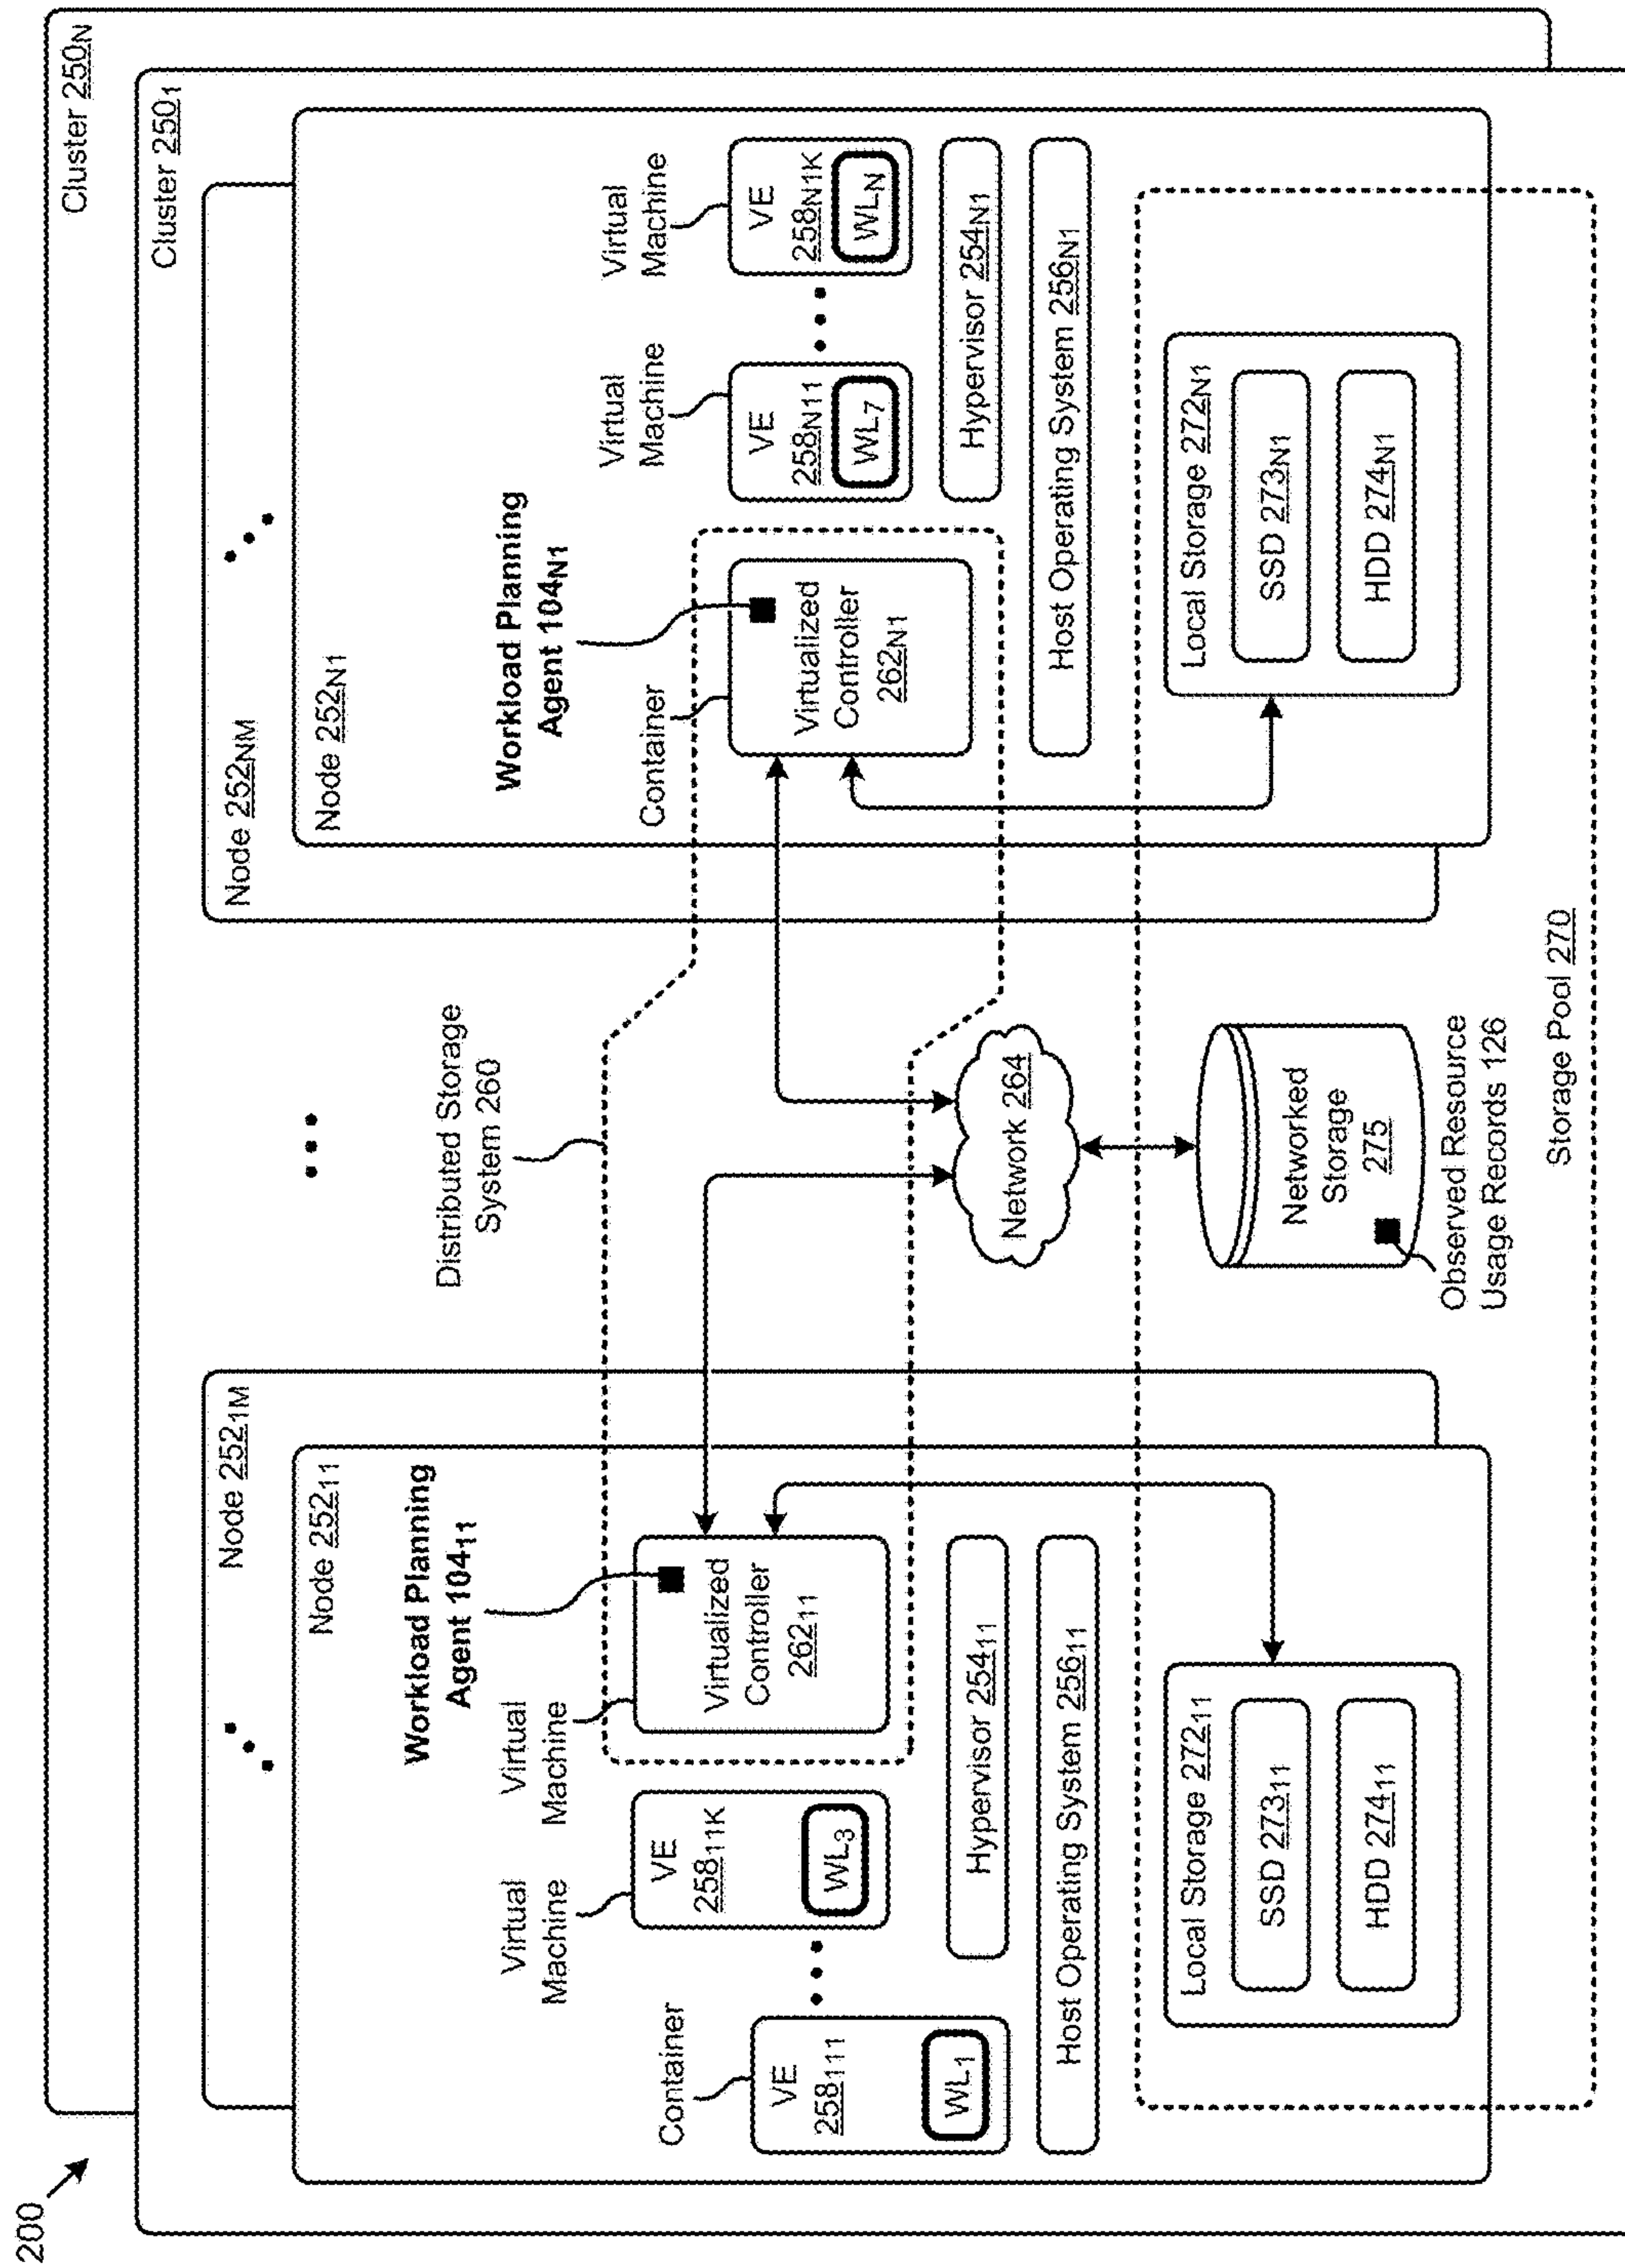 200
Cluster 250N
Cluster 2501
Node 2521M
Node 25211
Workload Planning
Agent 10411
Container
VE
258111
WL1
Virtual
Machine
VE
25811K
WL3
Virtual
Machine
Virtualized
Controller
26211
Hypervisor 25411
Host Operating System 25611
Local Storage 27211
SSD 27311
HDD 27411
Distributed Storage
System 260
Network 264
Networked
Storage
275
Observed Resource
Usage Records 126
Storage Pool 270
Node 252NM
Node 252N1
Workload Planning
Agent 104N1
Container
Virtualized
Controller
262N1
Virtual
Machine
VE
258N11
WL7
Virtual
Machine
VE
258N1K
WLN
Hypervisor 254N1
Host Operating System 256N1
Local Storage 272N1
SSD 273N1
HDD 274N1